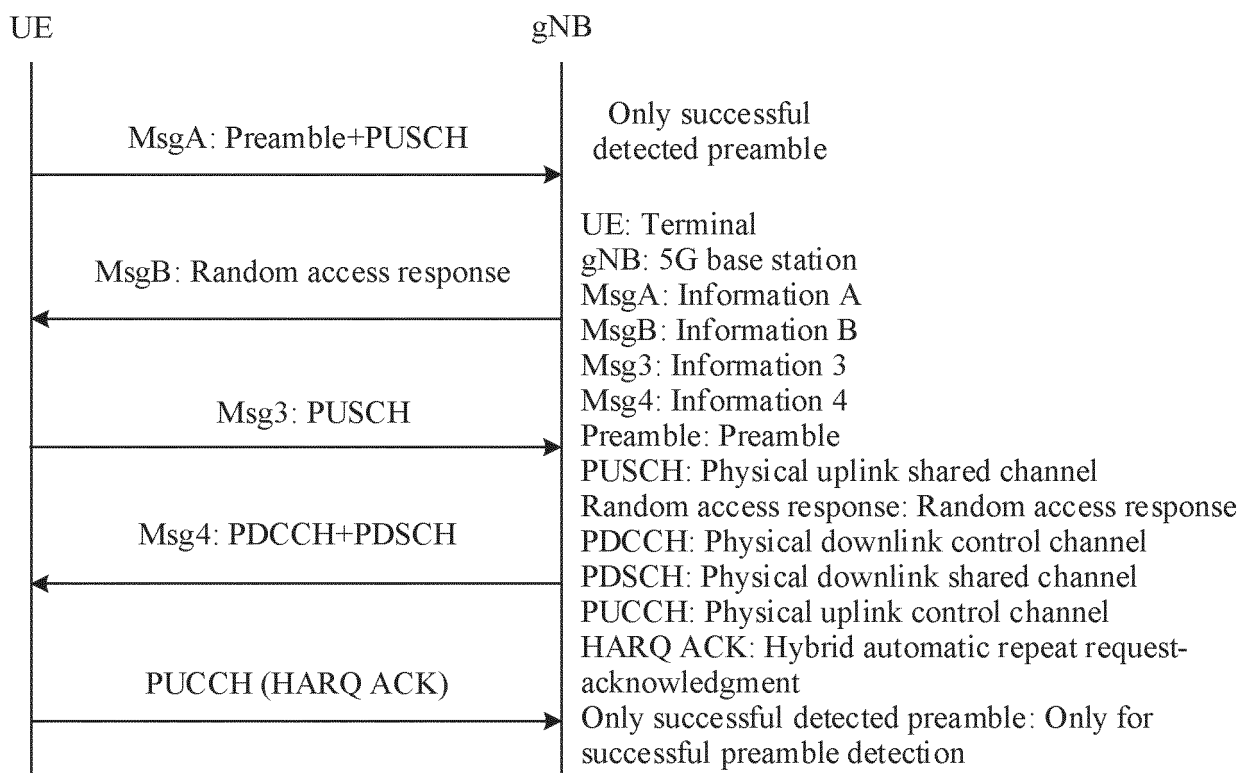 UE
gNB
Only successful
detected preamble
MsgA: Preamble+PUSCH
UE: Terminal
gNB: 5G base station
MsgB: Random access response
MsgA: Information A
MsgB: Information B
Msg3: Information 3
Msg4: Information 4
Msg3: PUSCH
Preamble: Preamble
PUSCH: Physical uplink shared channel
Random access response: Random access response
Msg4: PDCCH+PDSCH
PDCCH: Physical downlink control channel
PDSCH: Physical downlink shared channel
PUCCH: Physical uplink control channel
HARQ ACK: Hybrid automatic repeat request-
acknowledgment
PUCCH (HARQ ACK)
Only successful detected preamble: Only for
successful preamble detection